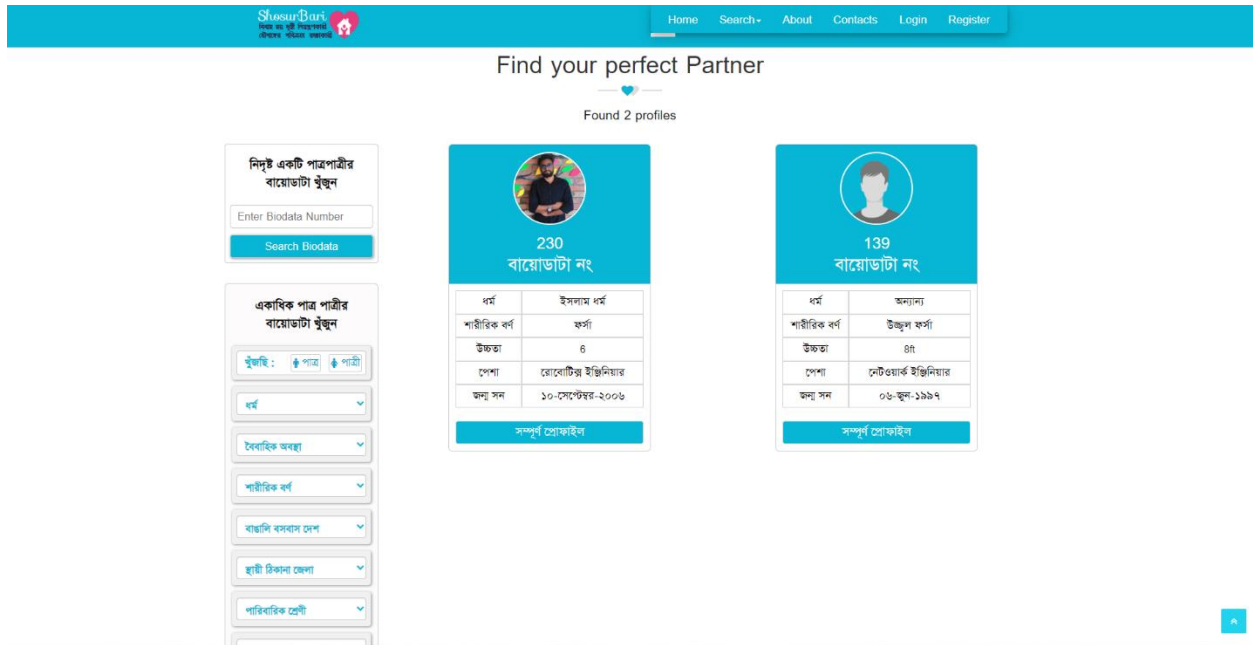 ShosurBari
Home Search About Contacts Login Register
Find your perfect Partner
Found 2 profiles
নিদৃষ্ট একটি পাত্রপাত্রীর
বায়োডাটা খুঁজুন
Enter Biodata Number
Search Biodata
একাধিক পাত্র পাত্রীর
বায়োডাটা খুঁজুন
খুঁজছি : পাত্র পাত্রী
ধর্ম
বৈবাহিক অবস্থা
শারীরিক বর্ণ
বাঙালি বসবাস দেশ
স্থায়ী ঠিকানা জেলা
পারিবারিক শ্রেণী
230
বায়োডাটা নং
ধর্ম ইসলাম ধর্ম
শারীরিক বর্ণ ফর্সা
উচ্চতা 6
পেশা রোবোটিক্স ইঞ্জিনিয়ার
জন্ম সন ১০-সেপ্টেম্বর-২০০৬
সম্পূর্ণ প্রোফাইল
139
বায়োডাটা নং
ধর্ম অন্যান্য
শারীরিক বর্ণ উজ্জ্বল ফর্সা
উচ্চতা 8ft
পেশা নেটওয়ার্ক ইঞ্জিনিয়ার
জন্ম সন ০৬-জুন-১৯৯৭
সম্পূর্ণ প্রোফাইল